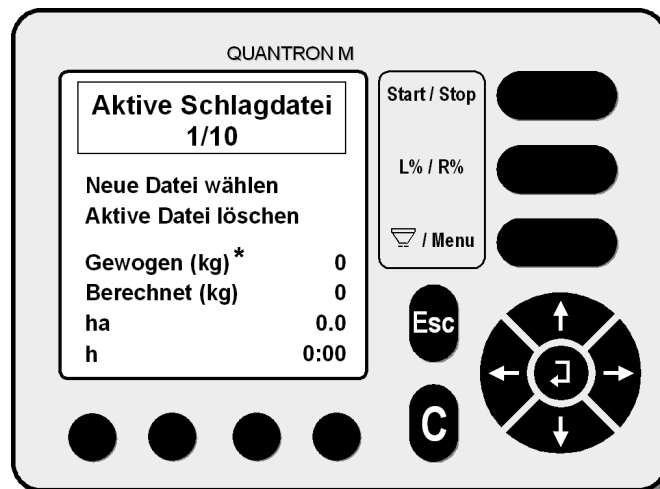 QUANTRON M
Aktive Schlagdatei
1/10
Neue Datei wählen
Aktive Datei löschen
Gewogen (kg)* 0
Berechnet (kg) 0
ha 0.0
h 0:00
Start / Stop
L% / R%
/ Menu
Esc
C